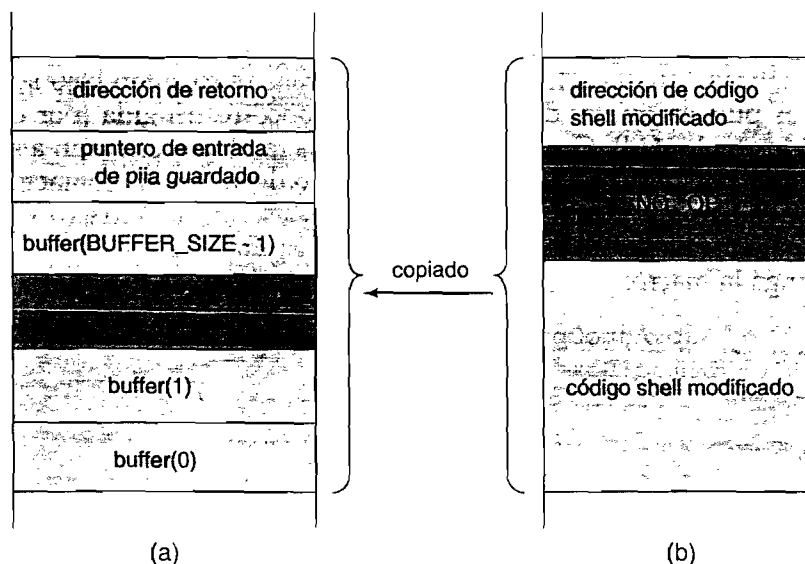 dirección de retorno
puntero de entrada
de piia guardado
buffer(BUFFER_SIZE - 1)
buffer(1)
buffer(0)
(a)
copiado
dirección de código
shell modificado
NO_OP
código shell modificado
(b)